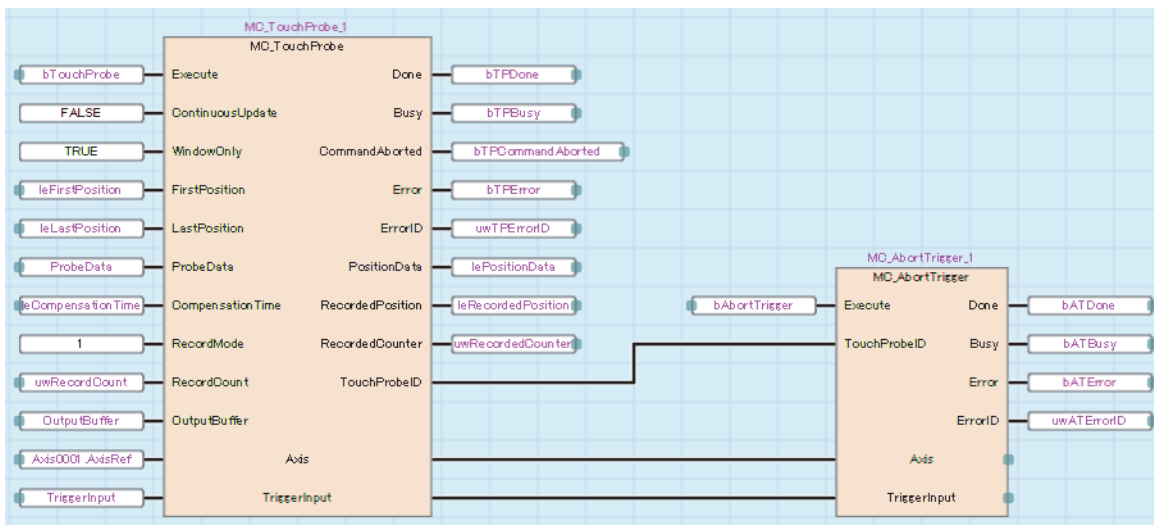 MC_TouchProbe_1
MC_TouchProbe
bTouchProbe Execute Done bTPDone
FALSE ContinuousUpdate Busy bTPBusy
TRUE WindowOnly CommandAborted bTPCommandAborted
leFirstPosition FirstPosition Error bTPError
leLastPosition LastPosition ErrorID uwTPErrorID
ProbeData ProbeData PositionData lePositionData
leCompensationTime CompensationTime RecordedPosition leRecordedPosition
1 RecordMode RecordedCounter uwRecordedCounter
uwRecordCount RecordCount TouchProbeID
OutputBuffer OutputBuffer
Axis0001.AxisRef Axis
TriggerInput TriggerInput
MC_AbortTrigger_1
MC_AbortTrigger
bAbortTrigger Execute Done bATDone
TouchProbeID Busy bATBusy
Error bATError
ErrorID uwATErrorID
Axis
TriggerInput